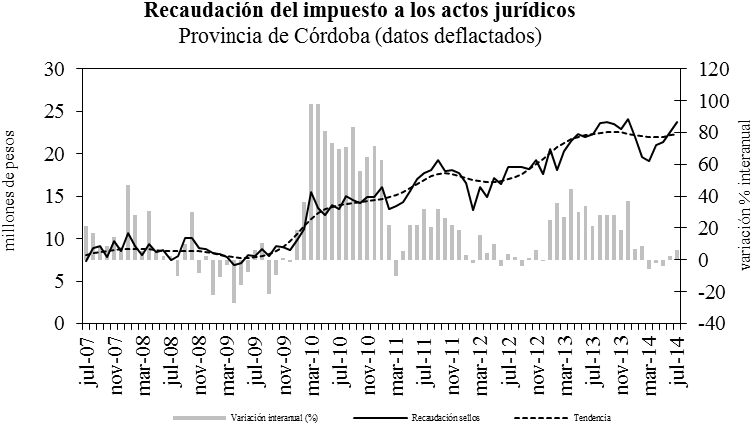 Recaudación del impuesto a los actos jurídicos
Provincia de Córdoba (datos deflactados)
millones de pesos
30
25
20
15
10
5
0
120
100
80
60
40
20
0
-20
-40
variación % interanual
jul-07
nov-07
mar-08
jul-08
nov-08
mar-09
jul-09
nov-09
mar-10
jul-10
nov-10
mar-11
jul-11
nov-11
mar-12
jul-12
nov-12
mar-13
jul-13
nov-13
mar-14
jul-14
Variación interanual (%)
Recaudación sellos
Tendencia